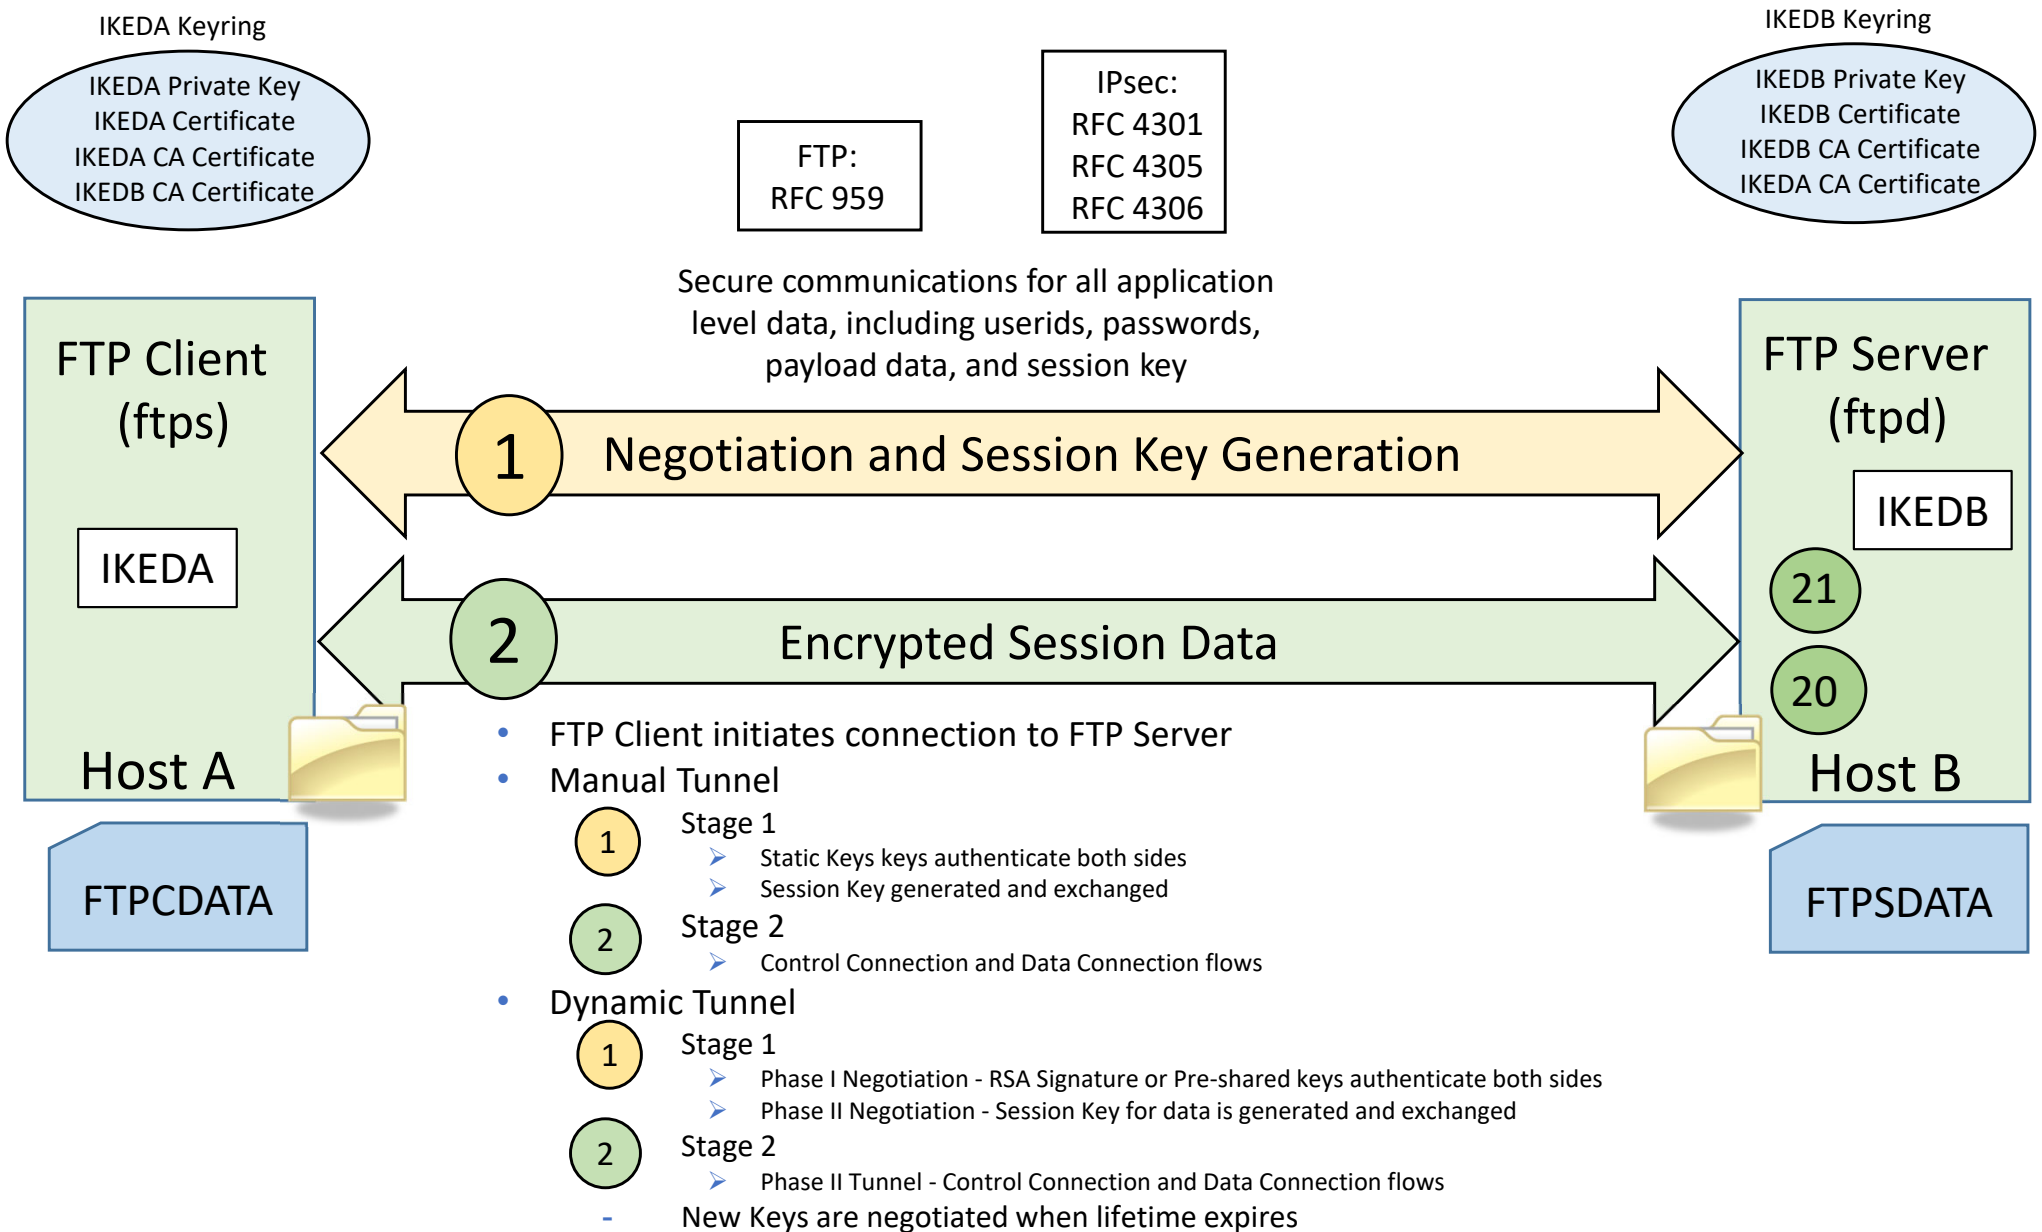 IKEDA Keyring
IKEDA Private Key
IKEDA Certificate
IKEDA CA Certificate
IKEDB CA Certificate
FTP:
RFC 959
IPsec:
RFC 4301
RFC 4305
RFC 4306
IKEDB Keyring
IKEDB Private Key
IKEDB Certificate
IKEDB CA Certificate
IKEDA CA Certificate
Secure communications for all application
level data, including userids, passwords,
payload data, and session key
FTP Client
(ftps)
IKEDA
Host A
FTPCDATA
1 Negotiation and Session Key Generation
2 Encrypted Session Data
FTP Server
(ftpd)
IKEDB
21
20
Host B
FTPSDATA
• FTP Client initiates connection to FTP Server
• Manual Tunnel
1 Stage 1
➢ Static Keys keys authenticate both sides
➢ Session Key generated and exchanged
2 Stage 2
➢ Control Connection and Data Connection flows
• Dynamic Tunnel
1 Stage 1
➢ Phase I Negotiation - RSA Signature or Pre-shared keys authenticate both sides
➢ Phase II Negotiation - Session Key for data is generated and exchanged
2 Stage 2
➢ Phase II Tunnel - Control Connection and Data Connection flows
- New Keys are negotiated when lifetime expires